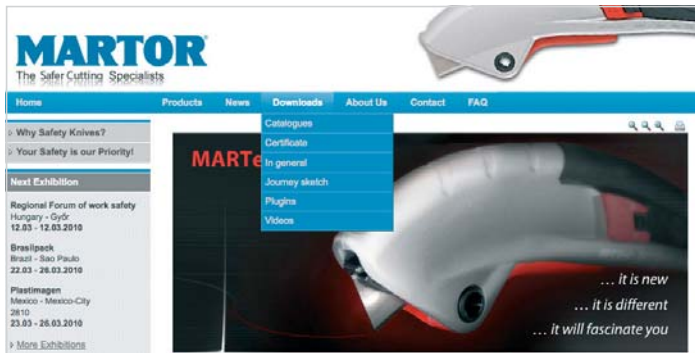 MARTOR
The Safer Cutting Specialists
Home Products News Downloads About Us Contact FAQ
Catalogues
Certificate
In general
Journey sketch
Plugins
Videos
Why Safety Knives?
Your Safety is our Priority!
Next Exhibition
Regional Forum of work safety
Hungary - Győr
12.03 - 12.03.2010
Brasilpack
Brazil - Sao Paulo
22.03 - 26.03.2010
Plastimagen
Mexico - Mexico-City
2810
23.03 - 26.03.2010
More Exhibitions
... it is new
... it is different
... it will fascinate you